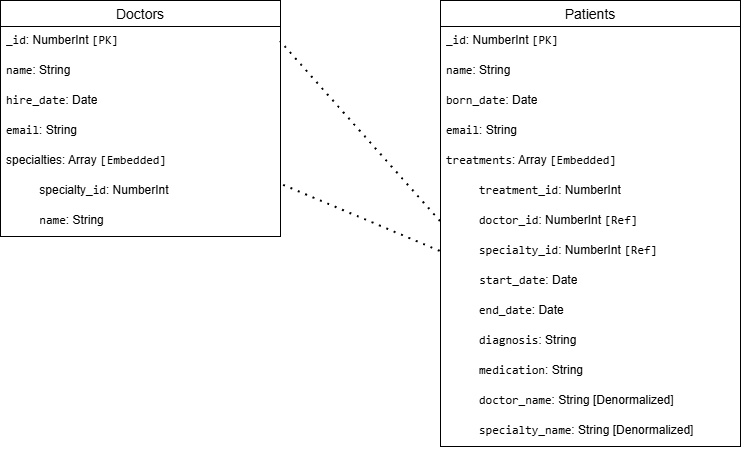 Doctors
_id: NumberInt [PK]
name: String
hire_date: Date
email: String
specialties: Array [Embedded]
specialty_id: NumberInt
name: String
Patients
_id: NumberInt [PK]
name: String
born_date: Date
email: String
treatments: Array [Embedded]
treatment_id: NumberInt
doctor_id: NumberInt [Ref]
specialty_id: NumberInt [Ref]
start_date: Date
end_date: Date
diagnosis: String
medication: String
doctor_name: String [Denormalized]
specialty_name: String [Denormalized]